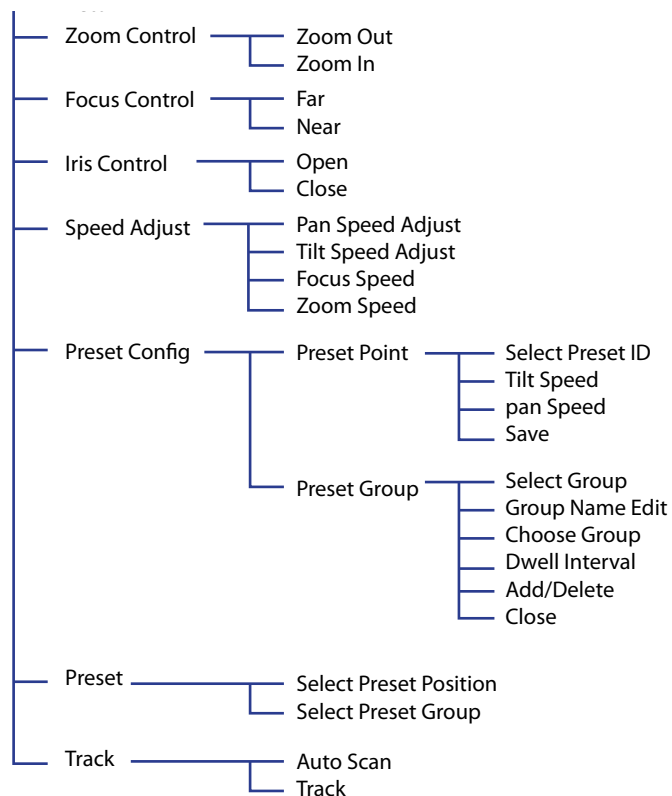 Zoom Control Zoom Out
Zoom In
Focus Control Far
Near
Iris Control Open
Close
Speed Adjust Pan Speed Adjust
Tilt Speed Adjust
Focus Speed
Zoom Speed
Preset Config Preset Point Select Preset ID
Tilt Speed
pan Speed
Save
Preset Group Select Group
Group Name Edit
Choose Group
Dwell Interval
Add/Delete
Close
Preset Select Preset Position
Select Preset Group
Track Auto Scan
Track